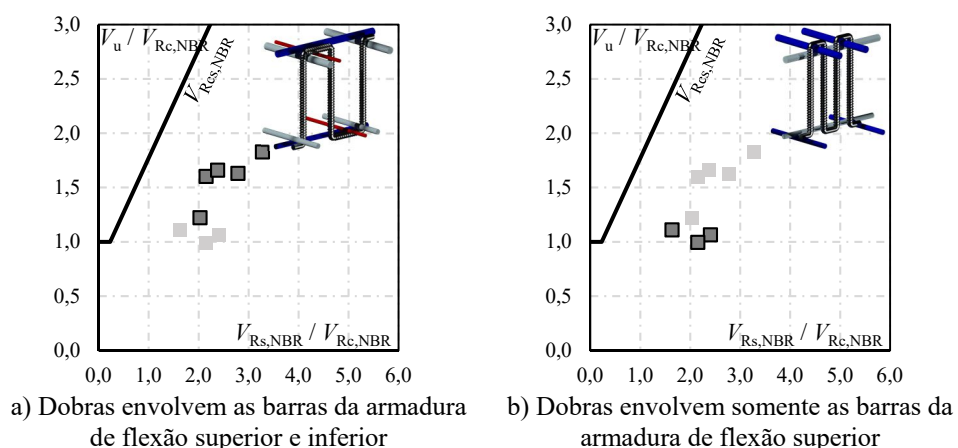 3,0
V_u / V_Rc,NBR
V_Rcs,NBR
2,5
2,0
1,5
1,0
0,5
V_Rs,NBR / V_Rc,NBR
0,0
0,0 1,0 2,0 3,0 4,0 5,0 6,0
a) Dobras envolvem as barras da armadura
de flexão superior e inferior
3,0
V_u / V_Rc,NBR
V_Rcs,NBR
2,5
2,0
1,5
1,0
0,5
V_Rs,NBR / V_Rc,NBR
0,0
0,0 1,0 2,0 3,0 4,0 5,0 6,0
b) Dobras envolvem somente as barras da
armadura de flexão superior